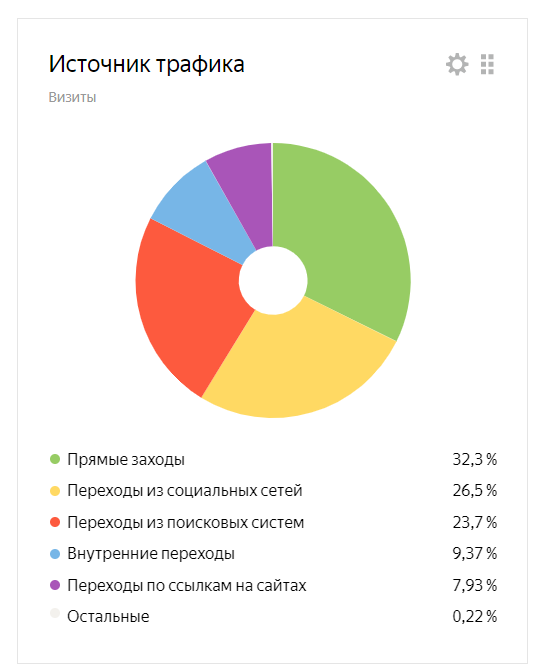 Источник трафика
Визиты
Прямые заходы 32,3 %
Переходы из социальных сетей 26,5 %
Переходы из поисковых систем 23,7 %
Внутренние переходы 9,37 %
Переходы по ссылкам на сайтах 7,93 %
Остальные 0,22 %